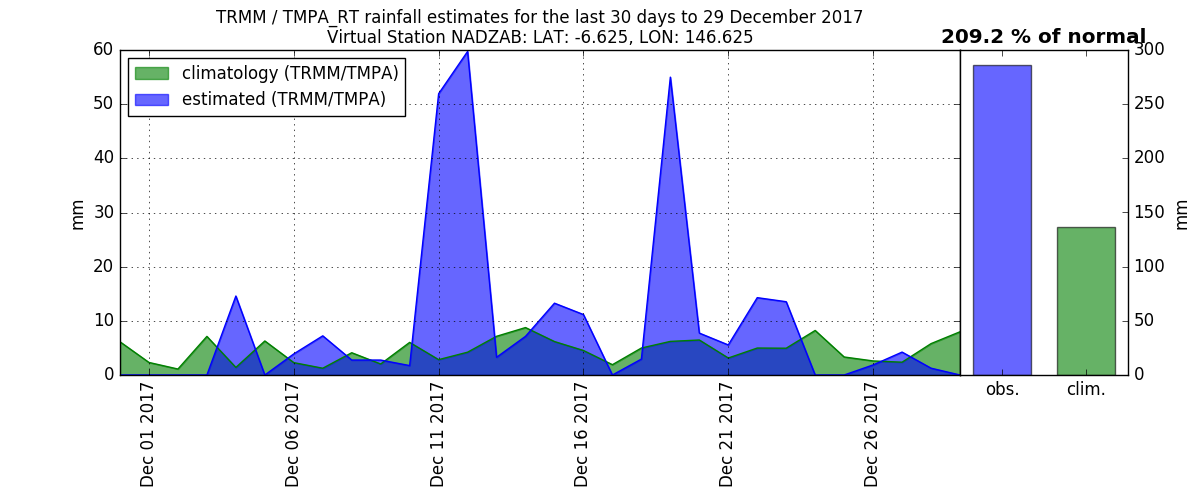 TRMM / TMPA_RT rainfall estimates for the last 30 days to 29 December 2017
Virtual Station NADZAB: LAT: -6.625, LON: 146.625
209.2 % of normal
climatology (TRMM/TMPA)
estimated (TRMM/TMPA)
mm
60
50
40
30
20
10
0
Dec 01 2017
Dec 06 2017
Dec 11 2017
Dec 16 2017
Dec 21 2017
Dec 26 2017
300
250
200
150
100
50
0
mm
obs.
clim.